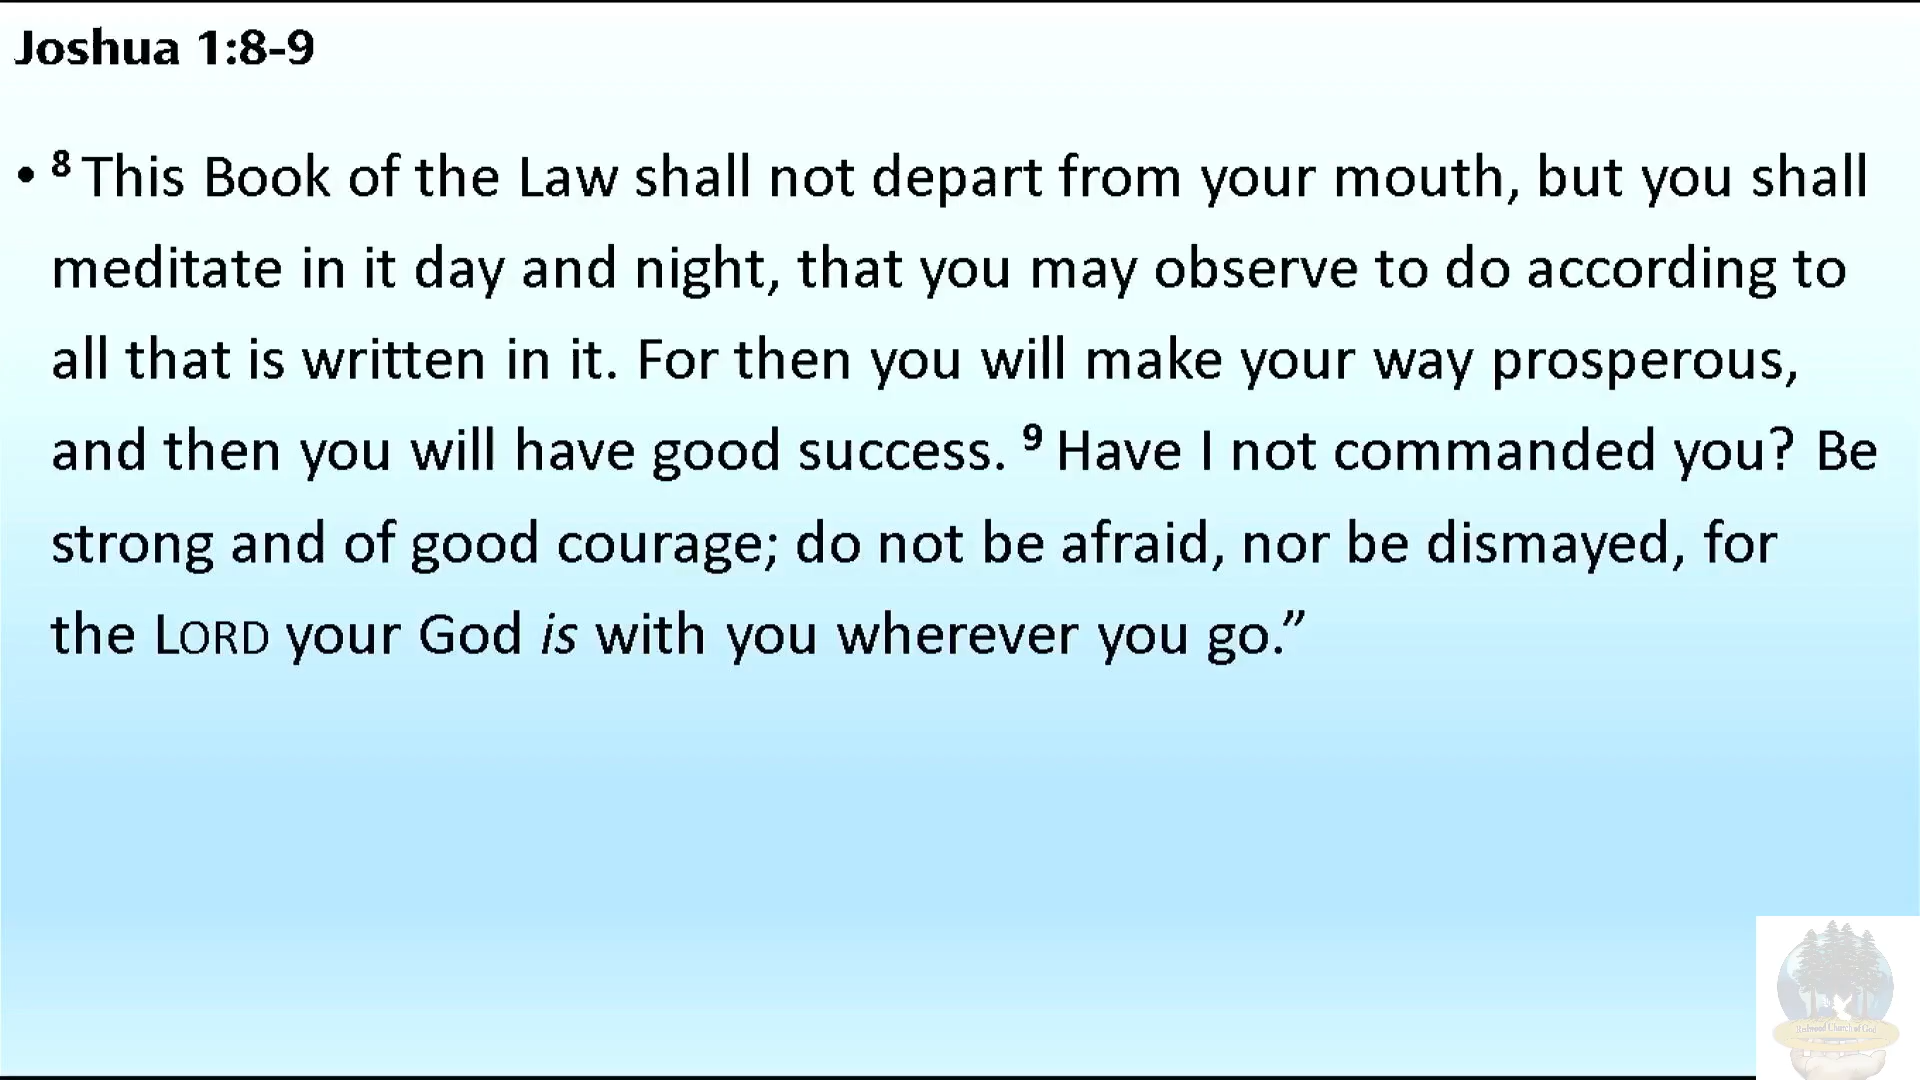 Joshua 1:8-9
• ⁸ This Book of the Law shall not depart from your mouth, but you shall
meditate in it day and night, that you may observe to do according to
all that is written in it. For then you will make your way prosperous,
and then you will have good success. ⁹ Have I not commanded you? Be
strong and of good courage; do not be afraid, nor be dismayed, for
the LORD your God is with you wherever you go.”
Redwood Church of God